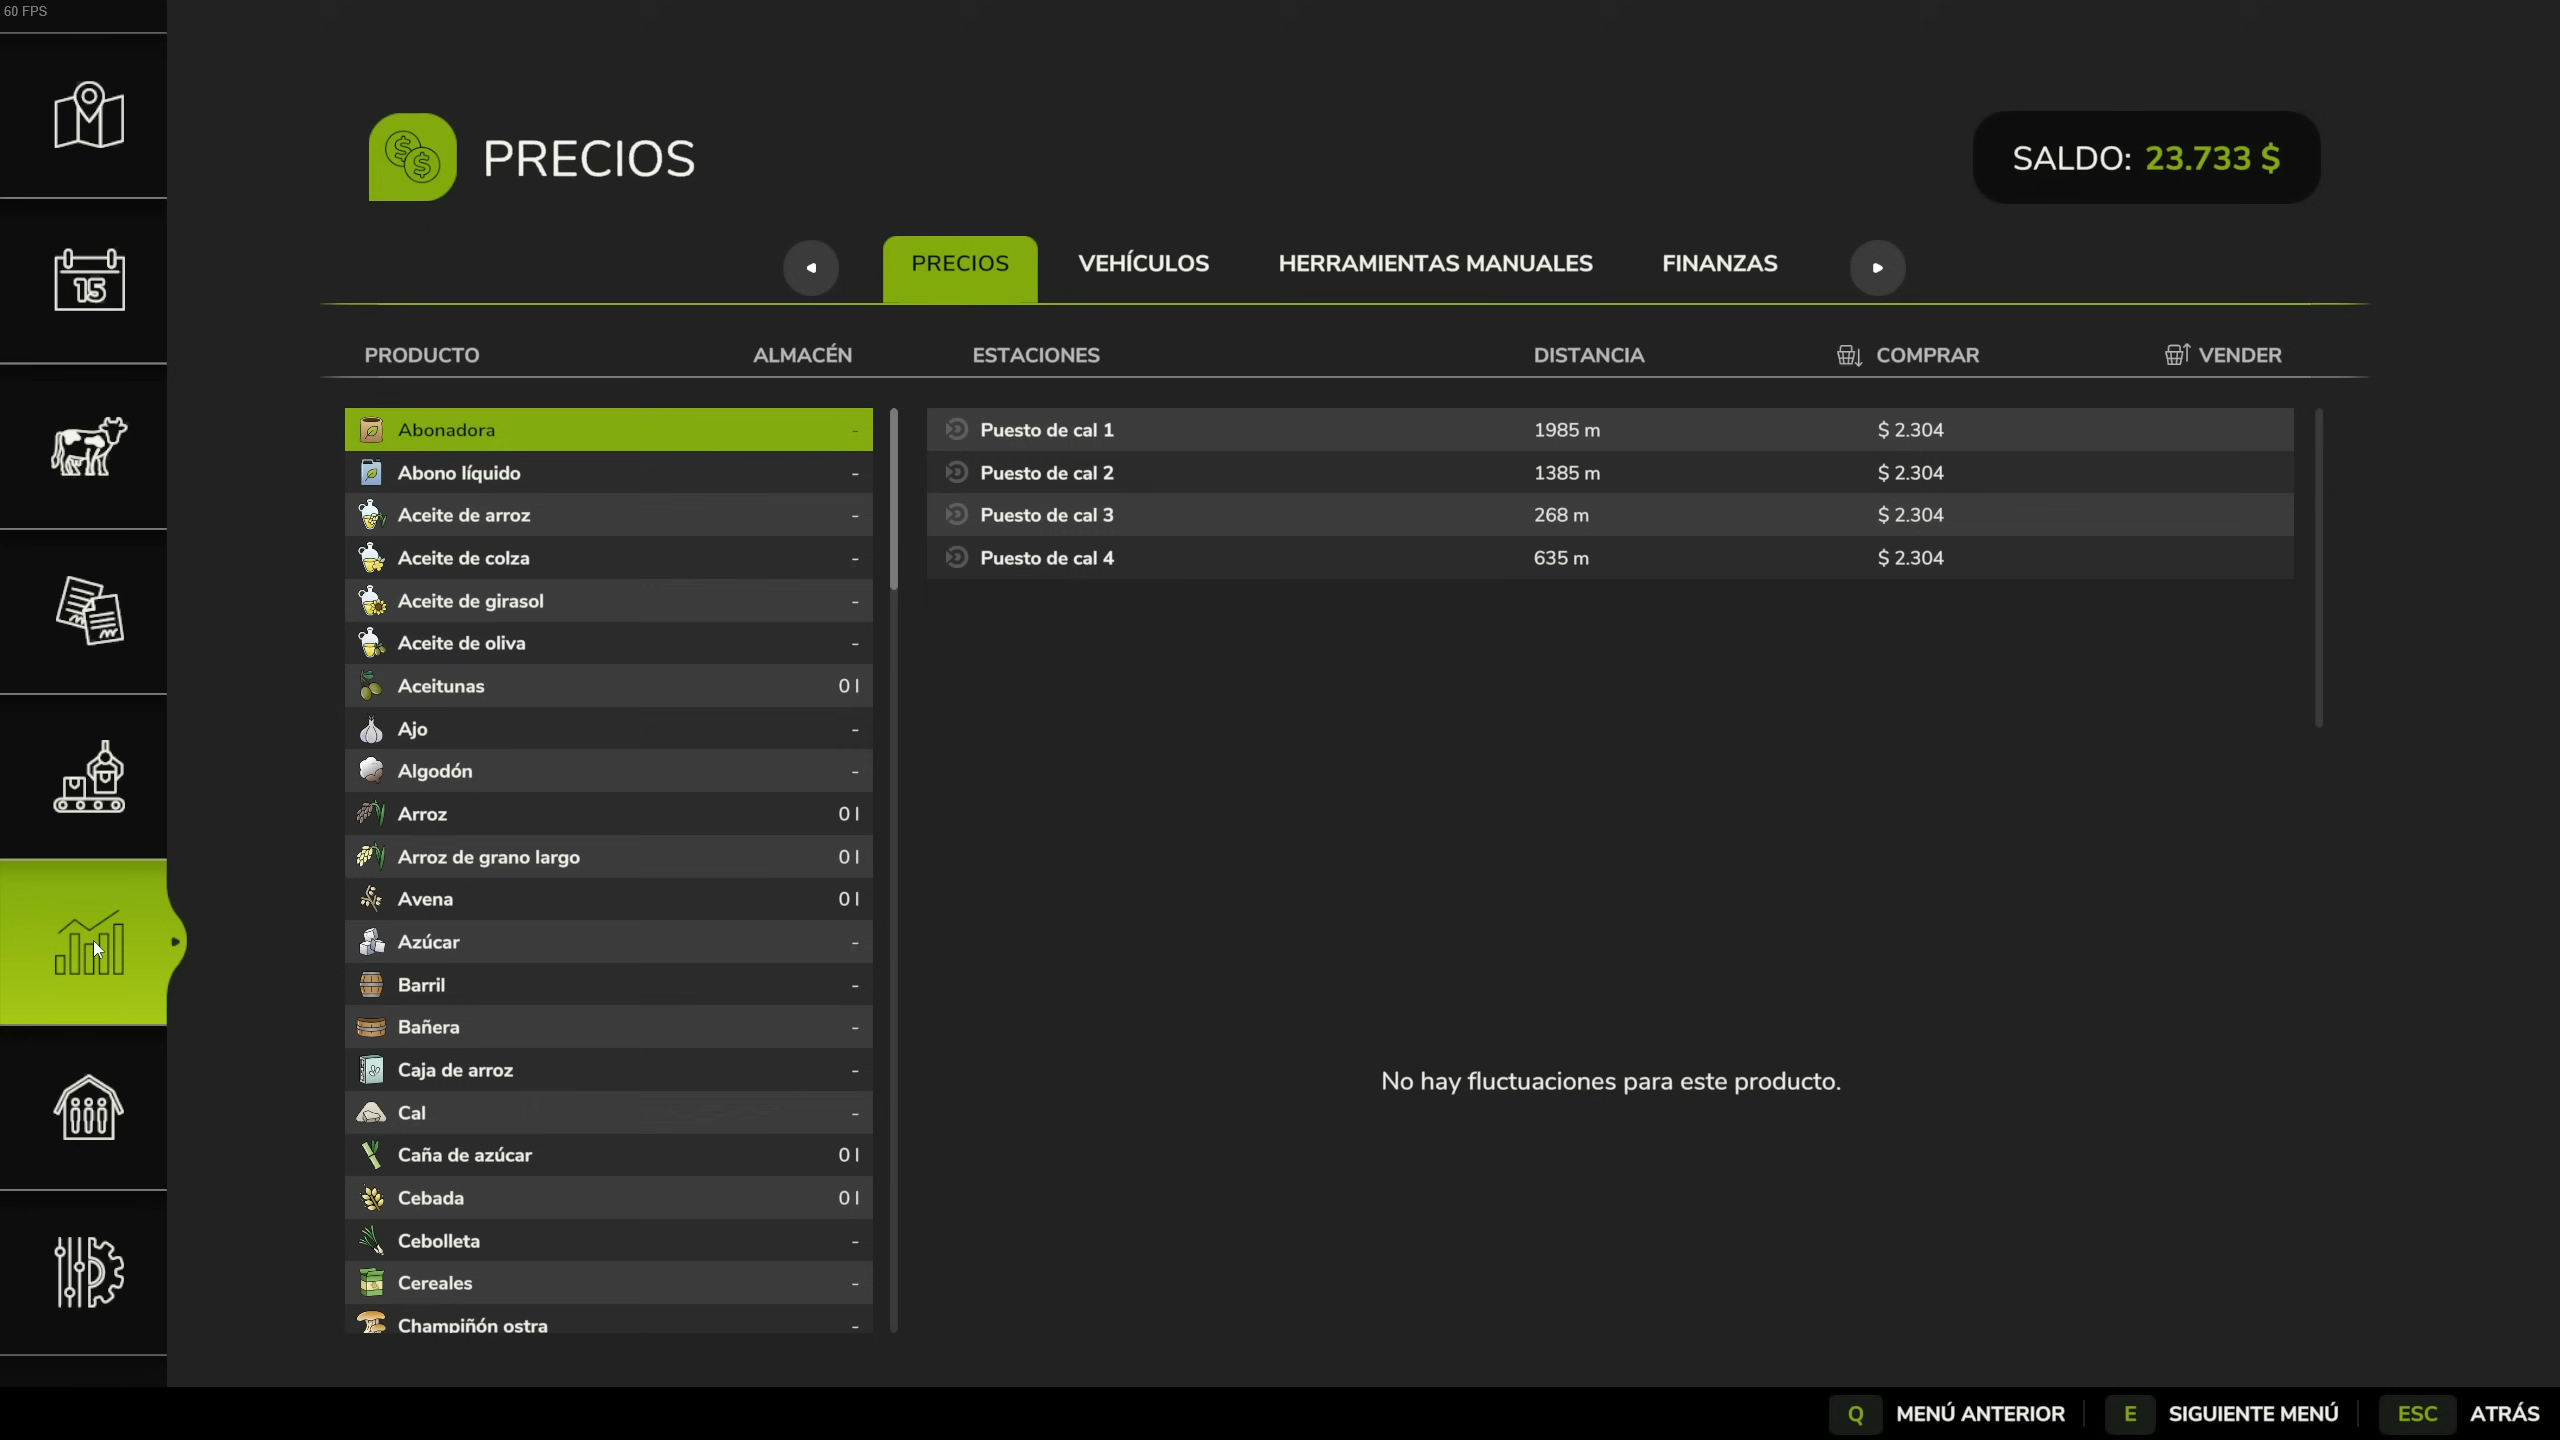 60 FPS
15
PRECIOS
SALDO: 23.733 $
PRECIOS VEHÍCULOS HERRAMIENTAS MANUALES FINANZAS
PRODUCTO ALMACÉN ESTACIONES DISTANCIA COMPRAR VENDER
Abonadora -
Abono líquido -
Aceite de arroz -
Aceite de colza -
Aceite de girasol -
Aceite de oliva -
Aceitunas 0 l
Ajo -
Algodón -
Arroz 0 l
Arroz de grano largo 0 l
Avena 0 l
Azúcar -
Barril -
Bañera -
Caja de arroz -
Cal -
Caña de azúcar 0 l
Cebada 0 l
Cebolleta -
Cereales -
Champiñón ostra -
Puesto de cal 1 1985 m $ 2.304
Puesto de cal 2 1385 m $ 2.304
Puesto de cal 3 268 m $ 2.304
Puesto de cal 4 635 m $ 2.304
No hay fluctuaciones para este producto.
Q MENÚ ANTERIOR E SIGUIENTE MENÚ ESC ATRÁS